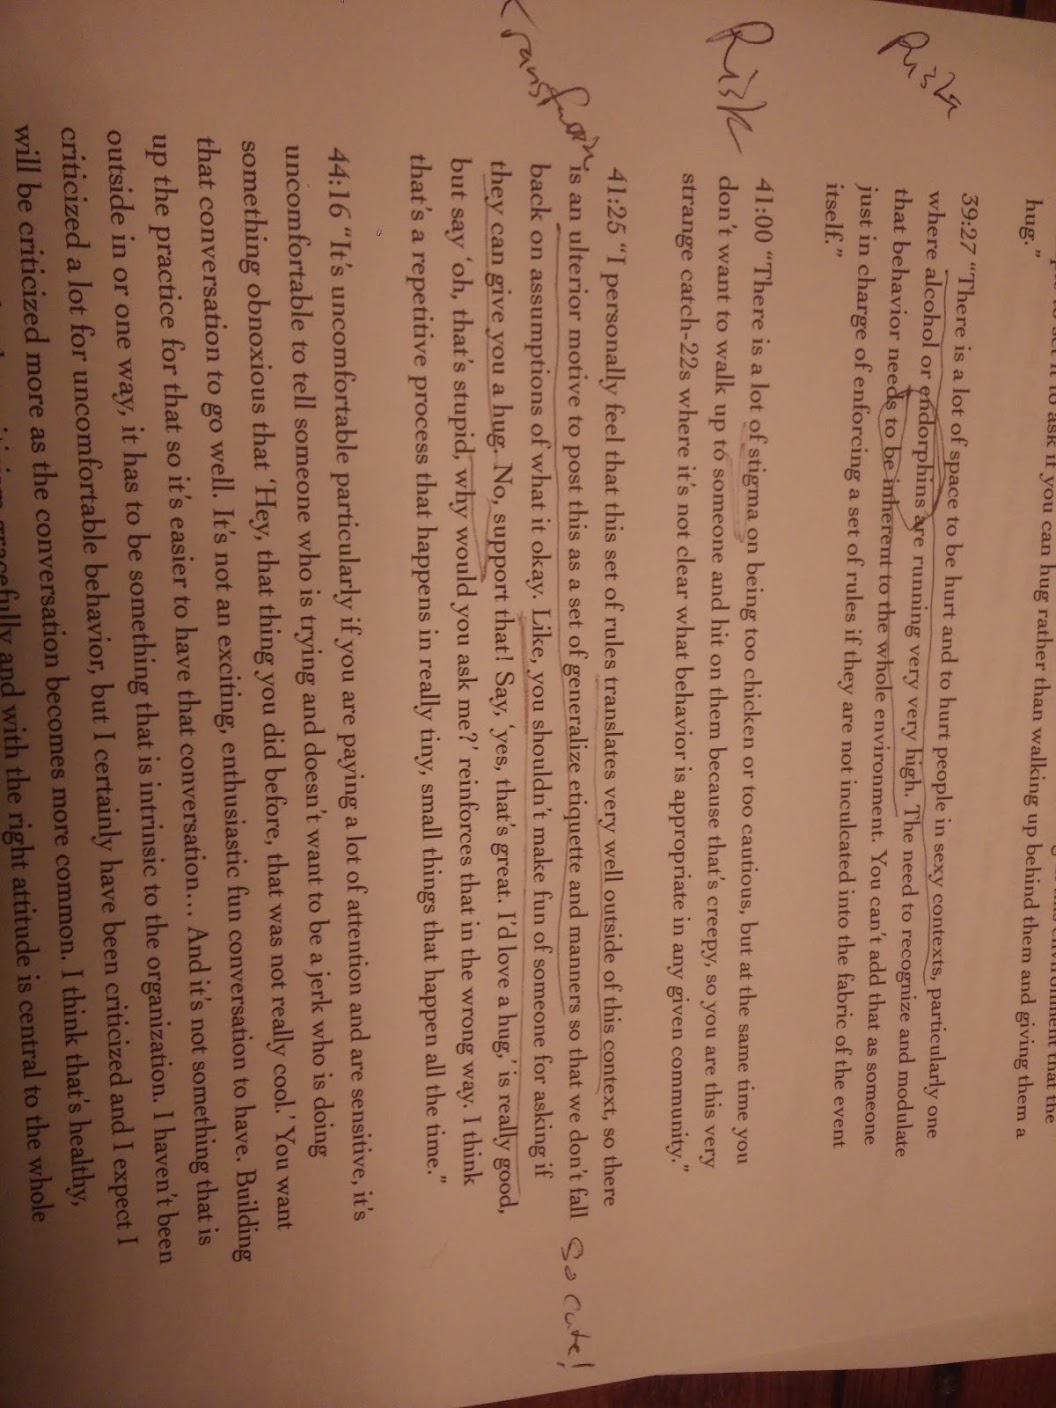 hug rather than walking up behind them and giving them a
hug."
Risk
39:27 "There is a lot of space to be hurt and to hurt people in sexy contexts, particularly one
where alcohol or endorphins are running very very high. The need to recognize and modulate
that behavior needs to be inherent to the whole environment. You can't add that as someone
just in charge of enforcing a set of rules if they are not inculcated into the fabric of the event
itself."
Risk
41:00 "There is a lot of stigma on being too chicken or too cautious, but at the same time you
don't want to walk up to someone and hit on them because that's creepy, so you are this very
strange catch-22s where it's not clear what behavior is appropriate in any given community."
41:25 "I personally feel that this set of rules translates very well outside of this context, so there
is an ulterior motive to post this as a set of generalize etiquette and manners so that we don't fall
So cute!
back on assumptions of what it okay. Like, you shouldn't make fun of someone for asking if
they can give you a hug. No, support that! Say, 'yes, that's great. I'd love a hug,' is really good,
but say 'oh, that's stupid, why would you ask me?' reinforces that in the wrong way. I think
that's a repetitive process that happens in really tiny, small things that happen all the time."
44:16 "It's uncomfortable particularly if you are paying a lot of attention and are sensitive, it's
uncomfortable to tell someone who is trying and doesn't want to be a jerk who is doing
something obnoxious that 'Hey, that thing you did before, that was not really cool.' You want
that conversation to go well. It's not an exciting, enthusiastic fun conversation to have. Building
up the practice for that so it's easier to have that conversation… And it's not something that is
outside in or one way, it has to be something that is intrinsic to the organization. I haven't been
criticized a lot for uncomfortable behavior, but I certainly have been criticized and I expect I
will be criticized more as the conversation becomes more common. I think that's healthy,
gracefully and with the right attitude is central to the whole